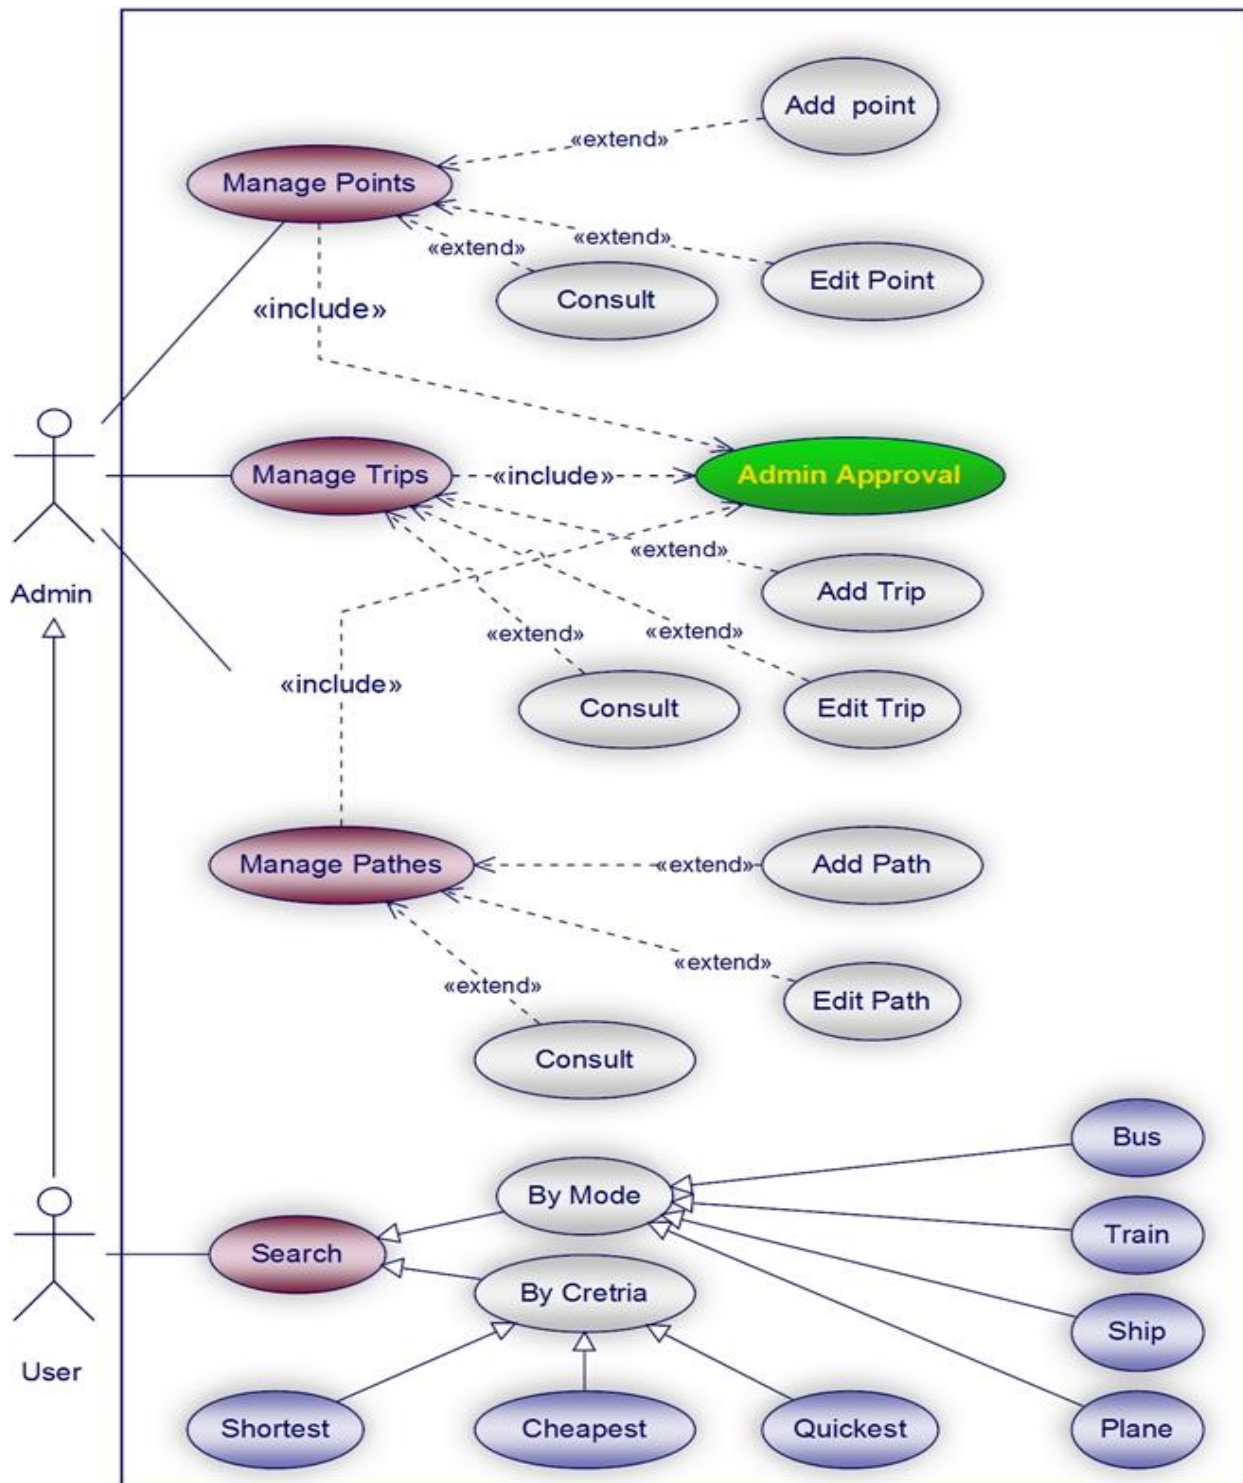 Add point
«extend»
Manage Points
«extend»
«extend»
Edit Point
Consult
«include»
Manage Trips
«include»
Admin Approval
«extend»
Admin
Add Trip
«extend»
«extend»
«include»
Consult
Edit Trip
Manage Pathes
«extend»
Add Path
«extend»
«extend»
Edit Path
Consult
Bus
By Mode
Train
Search
By Cretria
Ship
User
Shortest
Cheapest
Quickest
Plane